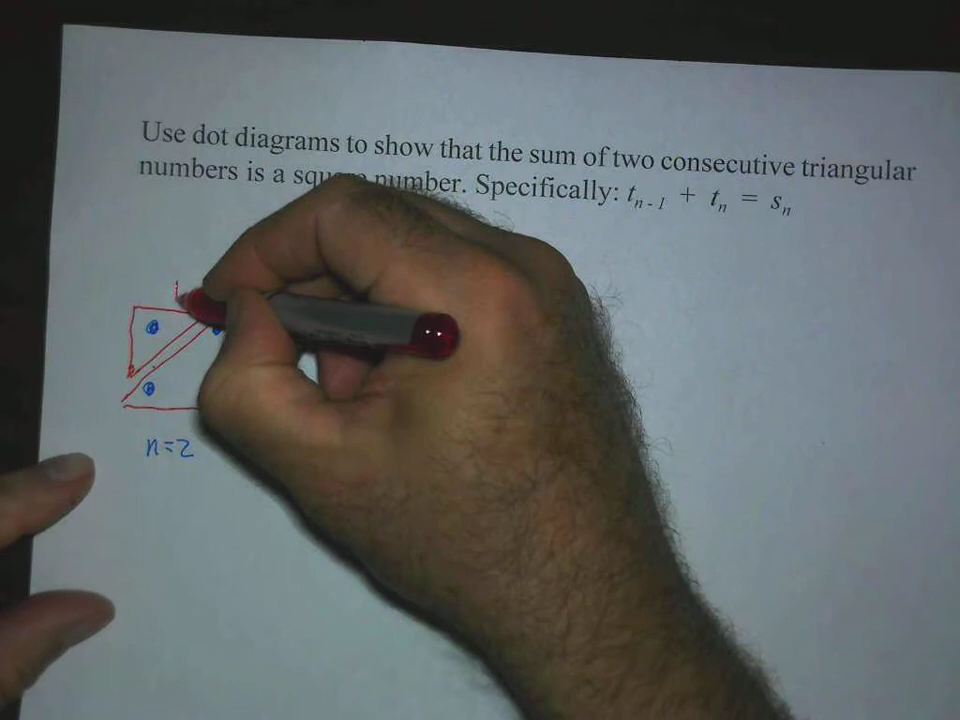 Use dot diagrams to show that the sum of two consecutive triangular
numbers is a square number. Specifically: tn - 1 + tn = sn
n=2